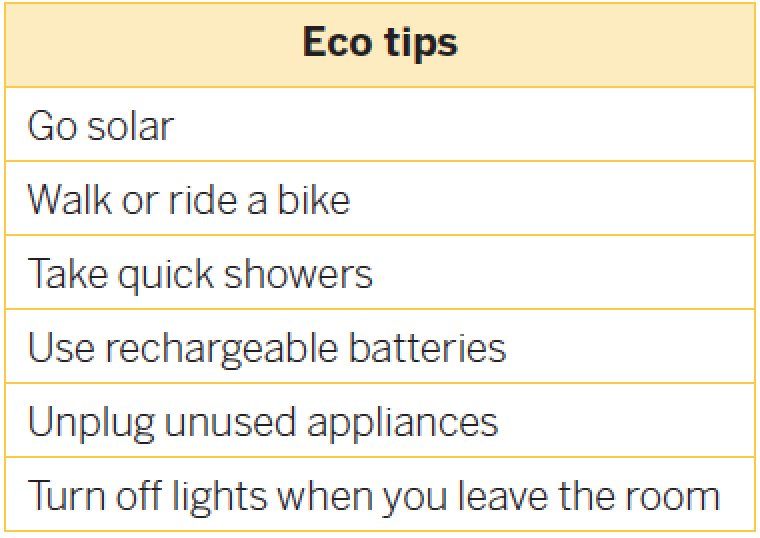 Eco tips
Go solar
Walk or ride a bike
Take quick showers
Use rechargeable batteries
Unplug unused appliances
Turn off lights when you leave the room